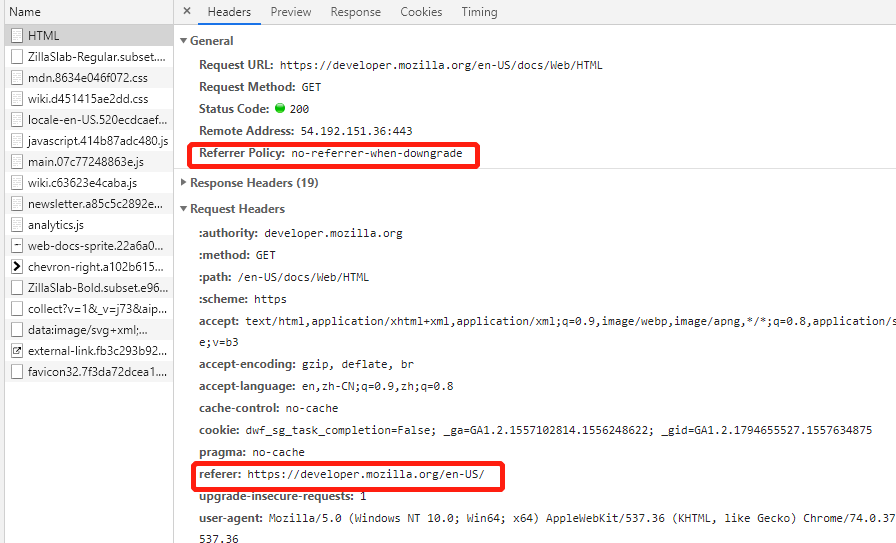 Name
HTML
ZillaSlab-Regular.subset....
mdn.8634e046f072.css
wiki.d451415ae2dd.css
locale-en-US.520ecdcaef...
javascript.414b87adc480.js
main.07c77248863e.js
wiki.c63623e4caba.js
newsletter.a85c5c2892e...
analytics.js
web-docs-sprite.22a6a0...
chevron-right.a102b615...
ZillaSlab-Bold.subset.e96...
collect?v=1&_v=j73&aip...
data:image/svg+xml;...
external-link.fb3c293b92...
favicon32.7f3da72dcea1....
× Headers Preview Response Cookies Timing
General
Request URL: https://developer.mozilla.org/en-US/docs/Web/HTML
Request Method: GET
Status Code: 200
Remote Address: 54.192.151.36:443
Referrer Policy: no-referrer-when-downgrade
Response Headers (19)
Request Headers
:authority: developer.mozilla.org
:method: GET
:path: /en-US/docs/Web/HTML
:scheme: https
accept: text/html,application/xhtml+xml,application/xml;q=0.9,image/webp,image/apng,*/*;q=0.8,application/s
e;v=b3
accept-encoding: gzip, deflate, br
accept-language: en,zh-CN;q=0.9,zh;q=0.8
cache-control: no-cache
cookie: dwf_sg_task_completion=False; _ga=GA1.2.1557102814.1556248622; _gid=GA1.2.1794655527.1557634875
pragma: no-cache
referer: https://developer.mozilla.org/en-US/
upgrade-insecure-requests: 1
user-agent: Mozilla/5.0 (Windows NT 10.0; Win64; x64) AppleWebKit/537.36 (KHTML, like Gecko) Chrome/74.0.37
537.36